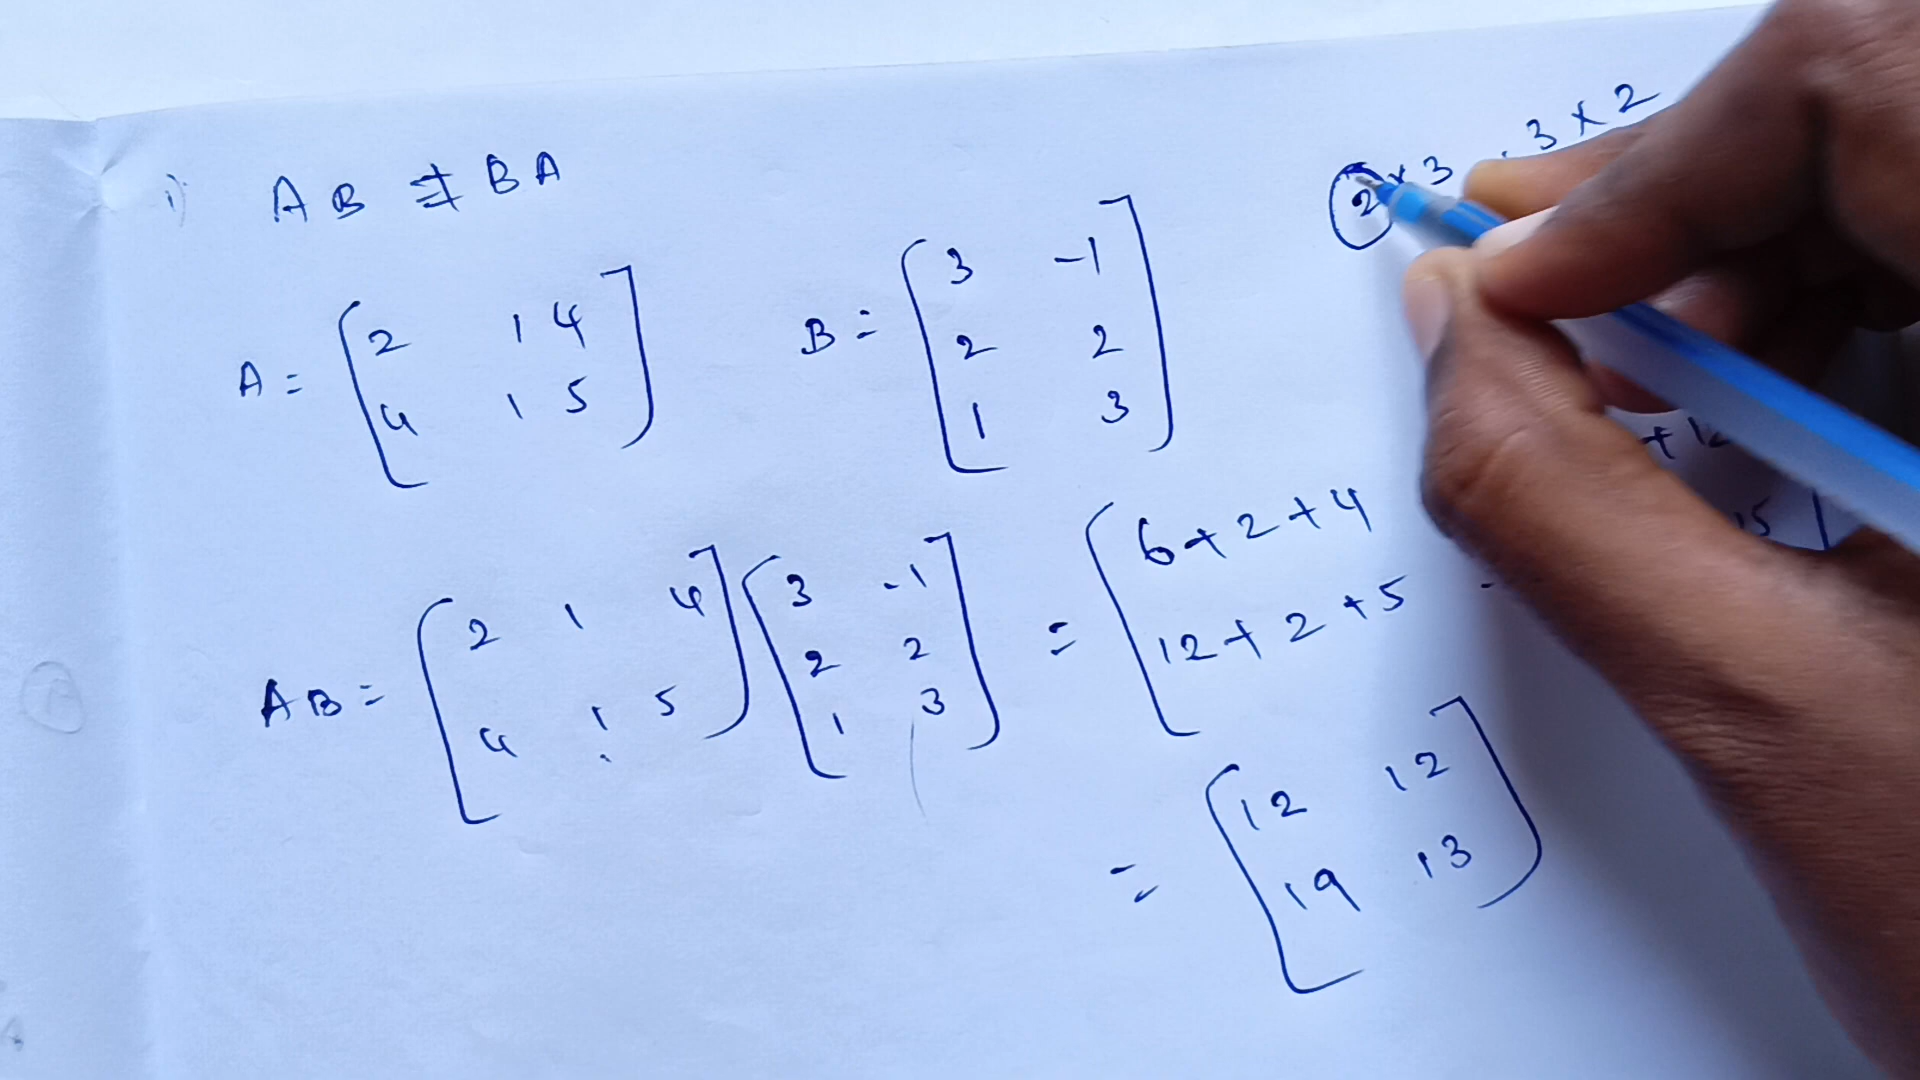 i) AB ≠ BA
2 × 3 . 3 × 2
A = [2 1 4
4 1 5]
B = [3 -1
2 2
1 3]
AB = [2 1 4
4 1 5] [3 -1
2 2
1 3]
= [6 + 2 + 4 + 12
12 + 2 + 5 - 15]
= [12 12
19 13]